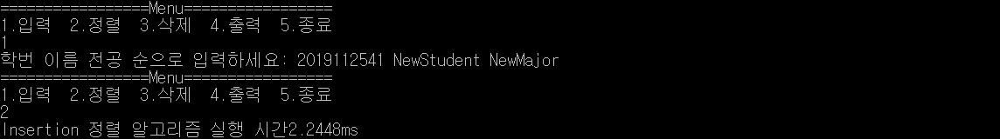 =================Menu=================
1.입력  2.정렬  3.삭제  4.출력  5.종료
1
학번 이름 전공 순으로 입력하세요: 2019112541 NewStudent NewMajor
=================Menu=================
1.입력  2.정렬  3.삭제  4.출력  5.종료
2
Insertion 정렬 알고리즘 실행 시간2.2448ms